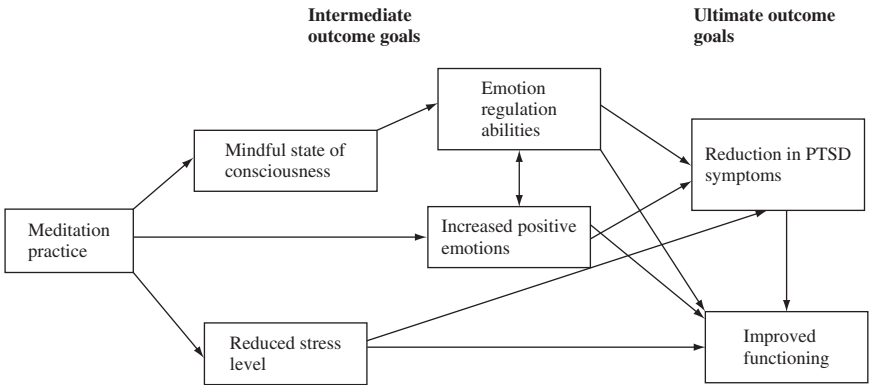 Intermediate
outcome goals
Ultimate outcome
goals
Emotion
regulation
abilities
Mindful state of
consciousness
Reduction in PTSD
symptoms
Meditation
practice
Increased positive
emotions
Reduced stress
level
Improved
functioning